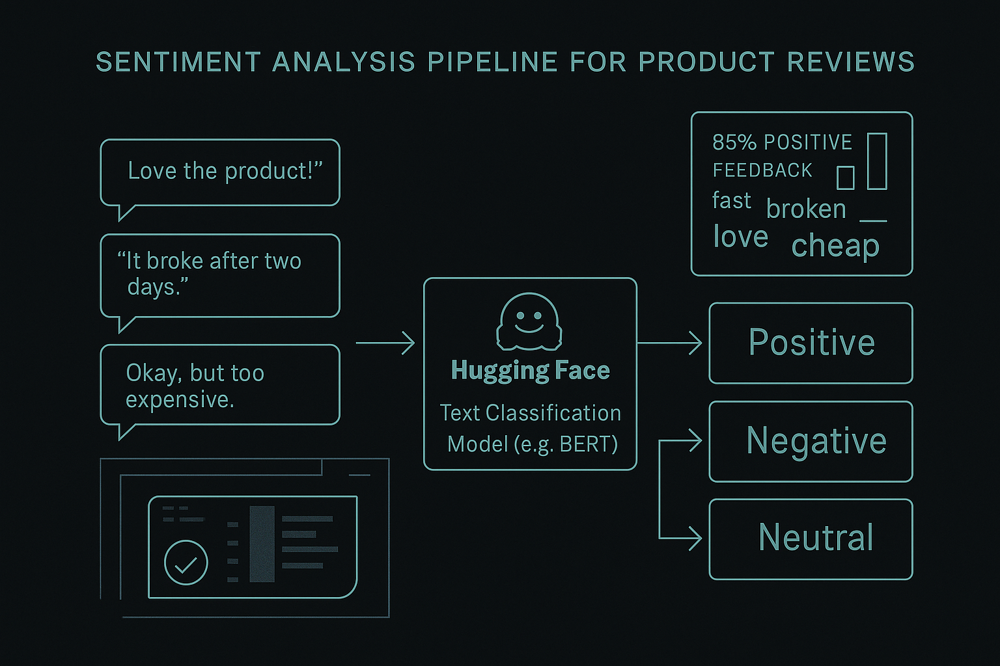 SENTIMENT ANALYSIS PIPELINE FOR PRODUCT REVIEWS
Love the product!”
“It broke after two
days.”
Okay, but too
expensive.
Hugging Face
Text Classification
Model (e.g. BERT)
85% POSITIVE
FEEDBACK
fast broken
love cheap
Positive
Negative
Neutral